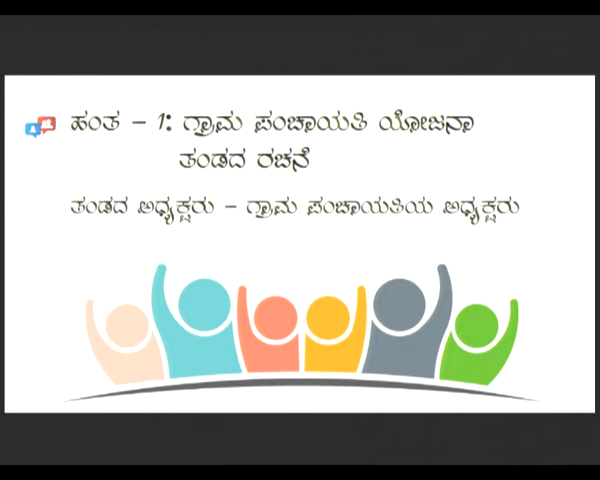 ಹಂತ – 1: ಗ್ರಾಮ ಪಂಚಾಯತಿ ಯೋಜನಾ
ತಂಡದ ರಚನೆ
ತಂಡದ ಅಧ್ಯಕ್ಷರು – ಗ್ರಾಮ ಪಂಚಾಯತಿಯ ಅಧ್ಯಕ್ಷರು